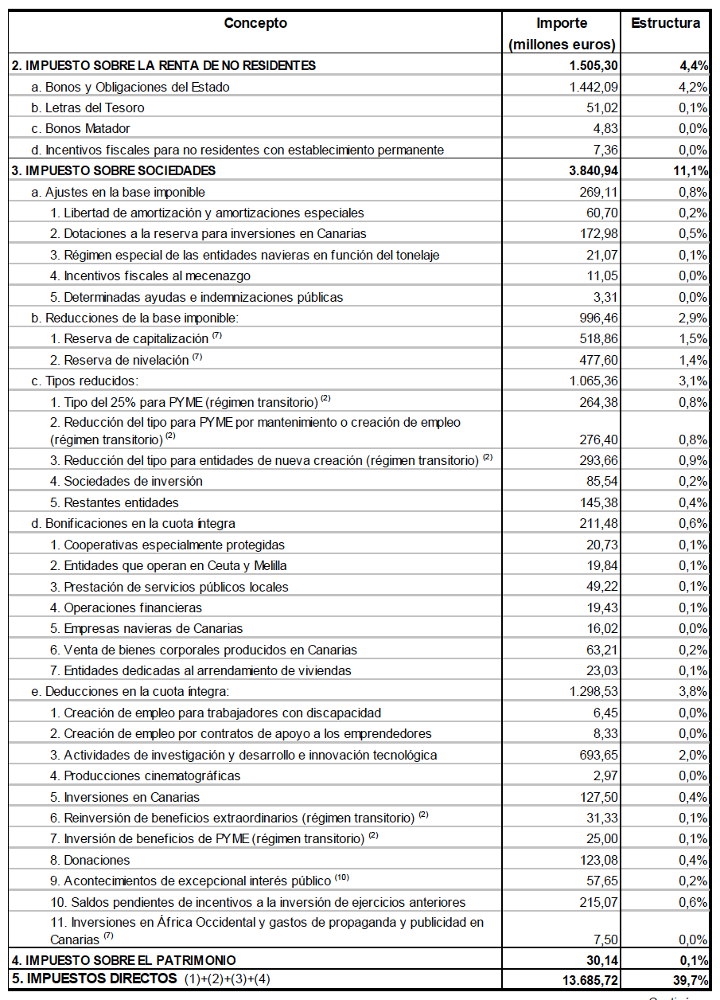 Concepto Importe Estructura
(millones euros)
2. IMPUESTO SOBRE LA RENTA DE NO RESIDENTES 1.505,30 4,4%
a. Bonos y Obligaciones del Estado 1.442,09 4,2%
b. Letras del Tesoro 51,02 0,1%
c. Bonos Matador 4,83 0,0%
d. Incentivos fiscales para no residentes con establecimiento permanente 7,36 0,0%
3. IMPUESTO SOBRE SOCIEDADES 3.840,94 11,1%
a. Ajustes en la base imponible 269,11 0,8%
1. Libertad de amortización y amortizaciones especiales 60,70 0,2%
2. Dotaciones a la reserva para inversiones en Canarias 172,98 0,5%
3. Régimen especial de las entidades navieras en función del tonelaje 21,07 0,1%
4. Incentivos fiscales al mecenazgo 11,05 0,0%
5. Determinadas ayudas e indemnizaciones públicas 3,31 0,0%
b. Reducciones de la base imponible: 996,46 2,9%
1. Reserva de capitalización (7) 518,86 1,5%
2. Reserva de nivelación (7) 477,60 1,4%
c. Tipos reducidos: 1.065,36 3,1%
1. Tipo del 25% para PYME (régimen transitorio) (2) 264,38 0,8%
2. Reducción del tipo para PYME por mantenimiento o creación de empleo
(régimen transitorio) (2) 276,40 0,8%
3. Reducción del tipo para entidades de nueva creación (régimen transitorio) (2) 293,66 0,9%
4. Sociedades de inversión 85,54 0,2%
5. Restantes entidades 145,38 0,4%
d. Bonificaciones en la cuota íntegra 211,48 0,6%
1. Cooperativas especialmente protegidas 20,73 0,1%
2. Entidades que operan en Ceuta y Melilla 19,84 0,1%
3. Prestación de servicios públicos locales 49,22 0,1%
4. Operaciones financieras 19,43 0,1%
5. Empresas navieras de Canarias 16,02 0,0%
6. Venta de bienes corporales producidos en Canarias 63,21 0,2%
7. Entidades dedicadas al arrendamiento de viviendas 23,03 0,1%
e. Deducciones en la cuota íntegra: 1.298,53 3,8%
1. Creación de empleo para trabajadores con discapacidad 6,45 0,0%
2. Creación de empleo por contratos de apoyo a los emprendedores 8,33 0,0%
3. Actividades de investigación y desarrollo e innovación tecnológica 693,65 2,0%
4. Producciones cinematográficas 2,97 0,0%
5. Inversiones en Canarias 127,50 0,4%
6. Reinversión de beneficios extraordinarios (régimen transitorio) (2) 31,33 0,1%
7. Inversión de beneficios de PYME (régimen transitorio) (2) 25,00 0,1%
8. Donaciones 123,08 0,4%
9. Acontecimientos de excepcional interés público (10) 57,65 0,2%
10. Saldos pendientes de incentivos a la inversión de ejercicios anteriores 215,07 0,6%
11. Inversiones en África Occidental y gastos de propaganda y publicidad en
Canarias (7) 7,50 0,0%
4. IMPUESTO SOBRE EL PATRIMONIO 30,14 0,1%
5. IMPUESTOS DIRECTOS (1)+(2)+(3)+(4) 13.685,72 39,7%